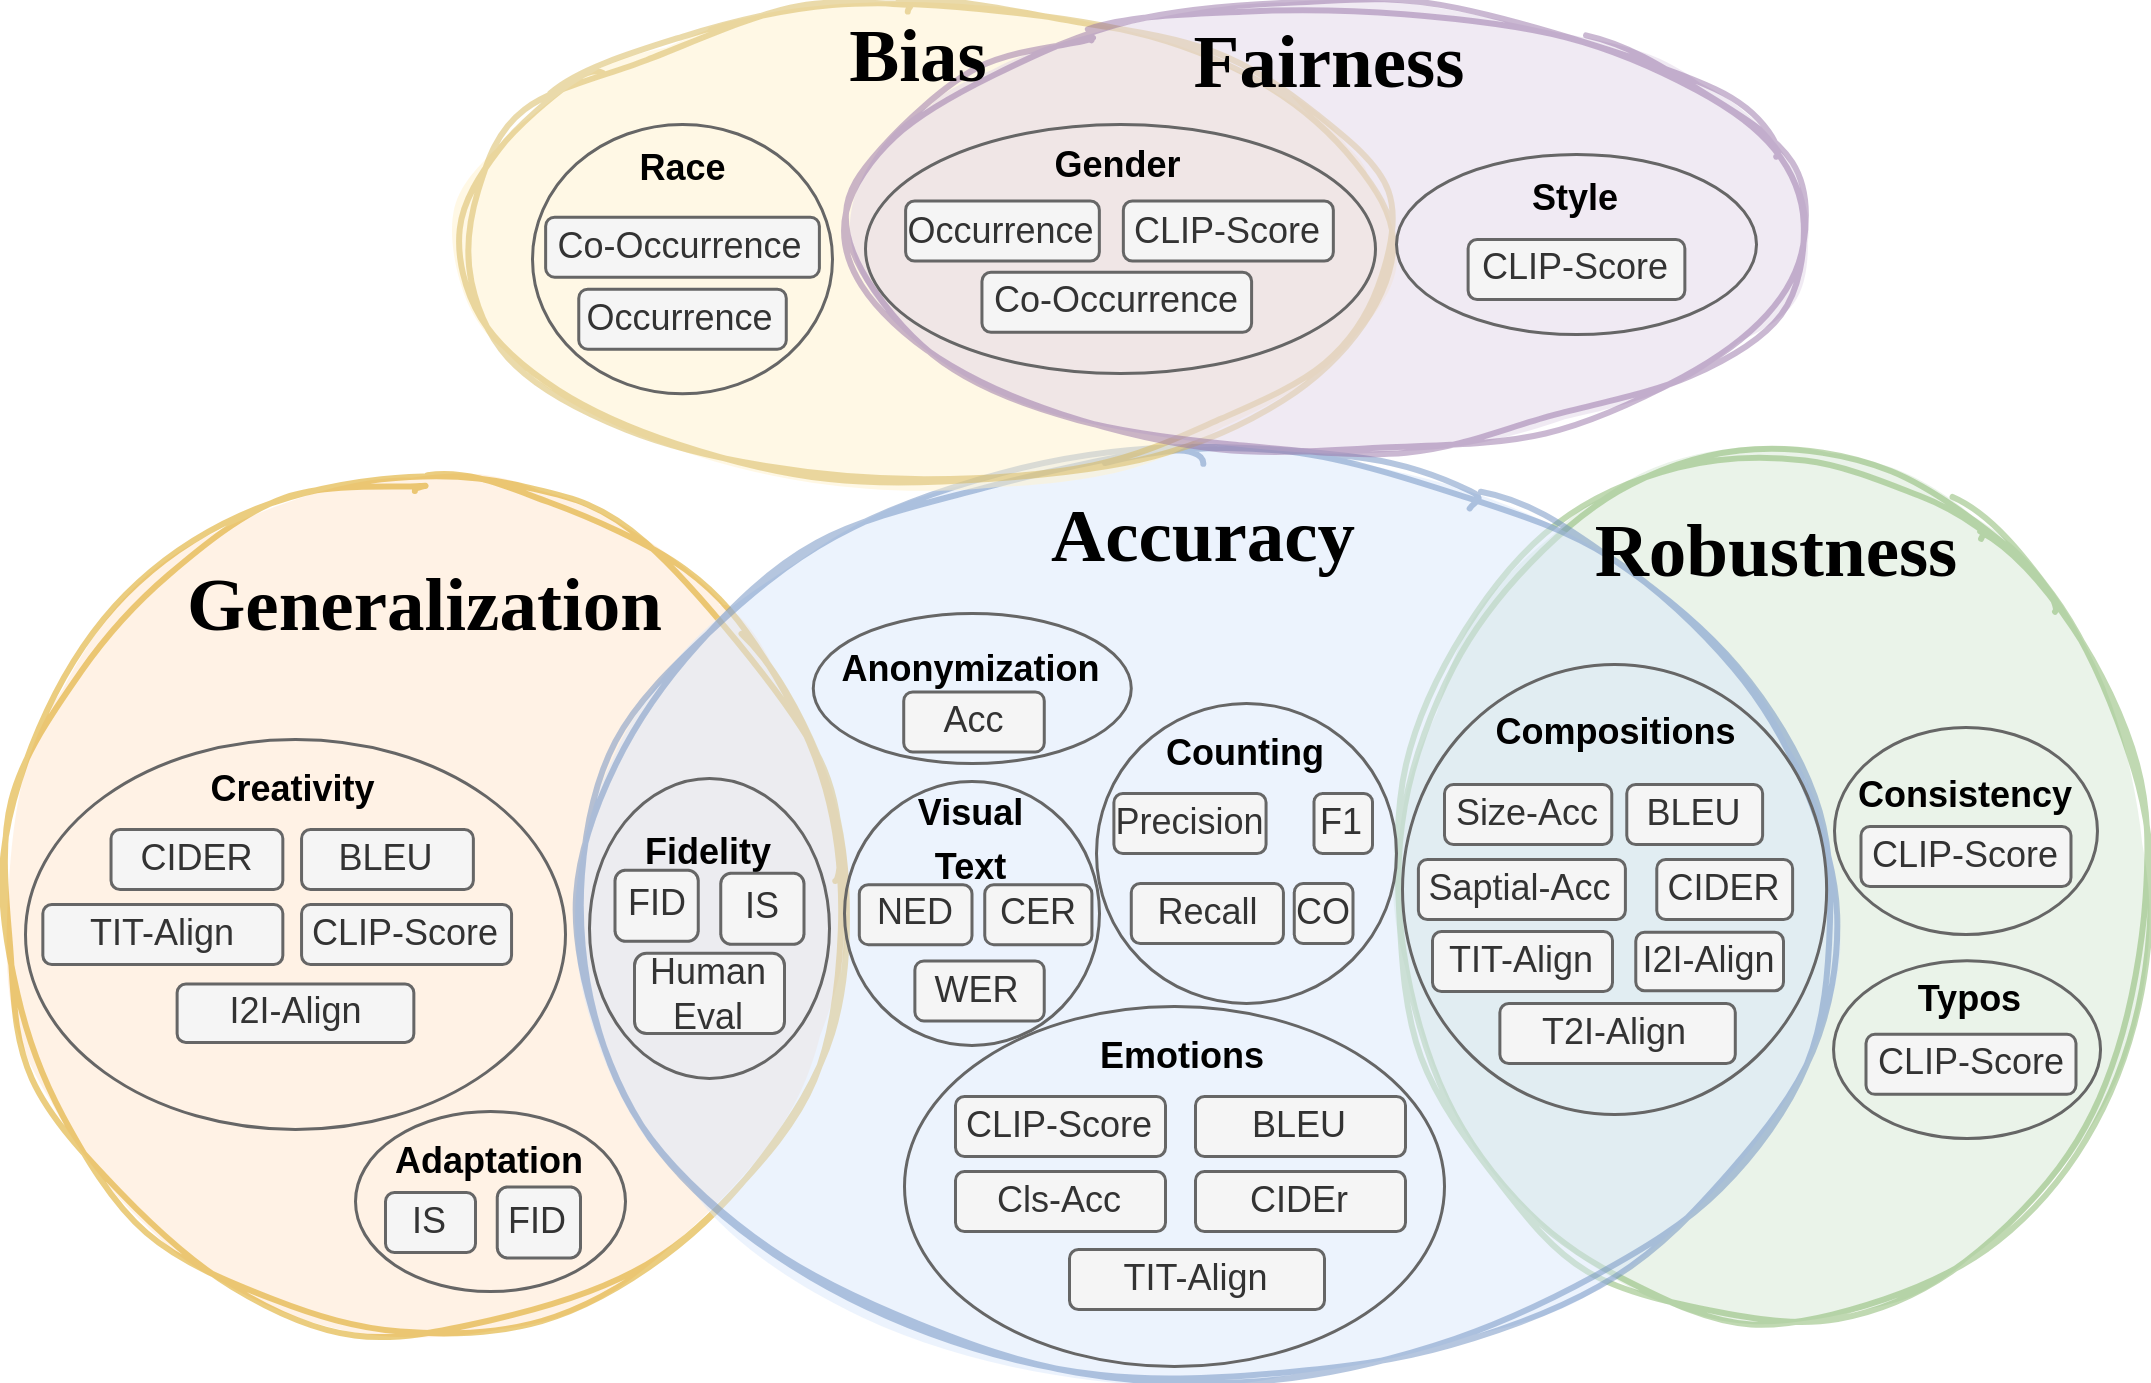 Bias
Fairness
Race
Co-Occurrence
Occurrence
Gender
Occurrence
CLIP-Score
Co-Occurrence
Style
CLIP-Score
Generalization
Creativity
CIDER
BLEU
TIT-Align
CLIP-Score
I2I-Align
Adaptation
IS
FID
Fidelity
FID
IS
Human
Eval
Accuracy
Anonymization
Acc
Visual
Text
NED
CER
WER
Counting
Precision
F1
Recall
CO
Emotions
CLIP-Score
BLEU
Cls-Acc
CIDEr
TIT-Align
Robustness
Compositions
Size-Acc
BLEU
Saptial-Acc
CIDER
TIT-Align
I2I-Align
T2I-Align
Consistency
CLIP-Score
Typos
CLIP-Score